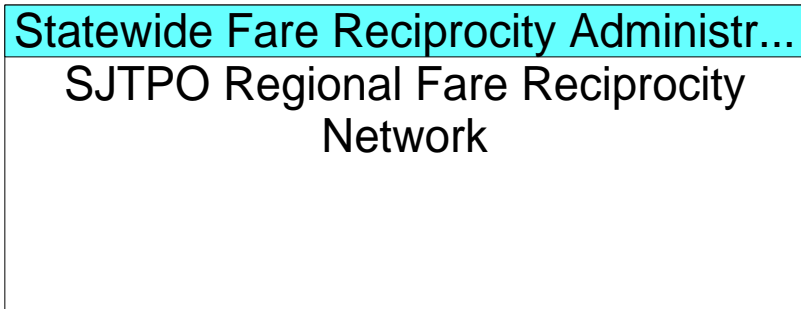 Statewide Fare Reciprocity Administr...
SJTPO Regional Fare Reciprocity
Network